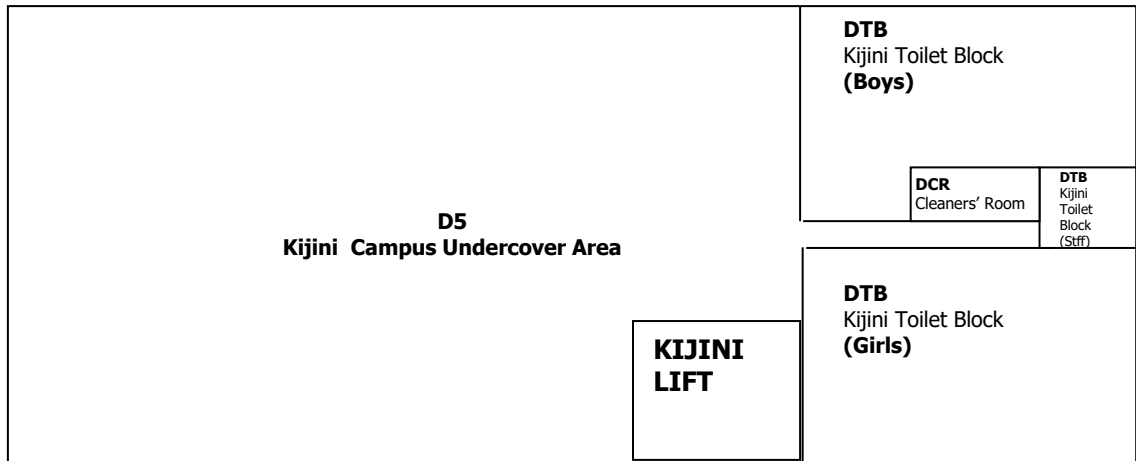 DTB
Kijini Toilet Block
(Boys)
DCR
Cleaners' Room
DTB
Kijini
Toilet
Block
(Stff)
D5
Kijini  Campus Undercover Area
DTB
Kijini Toilet Block
(Girls)
KIJINI
LIFT